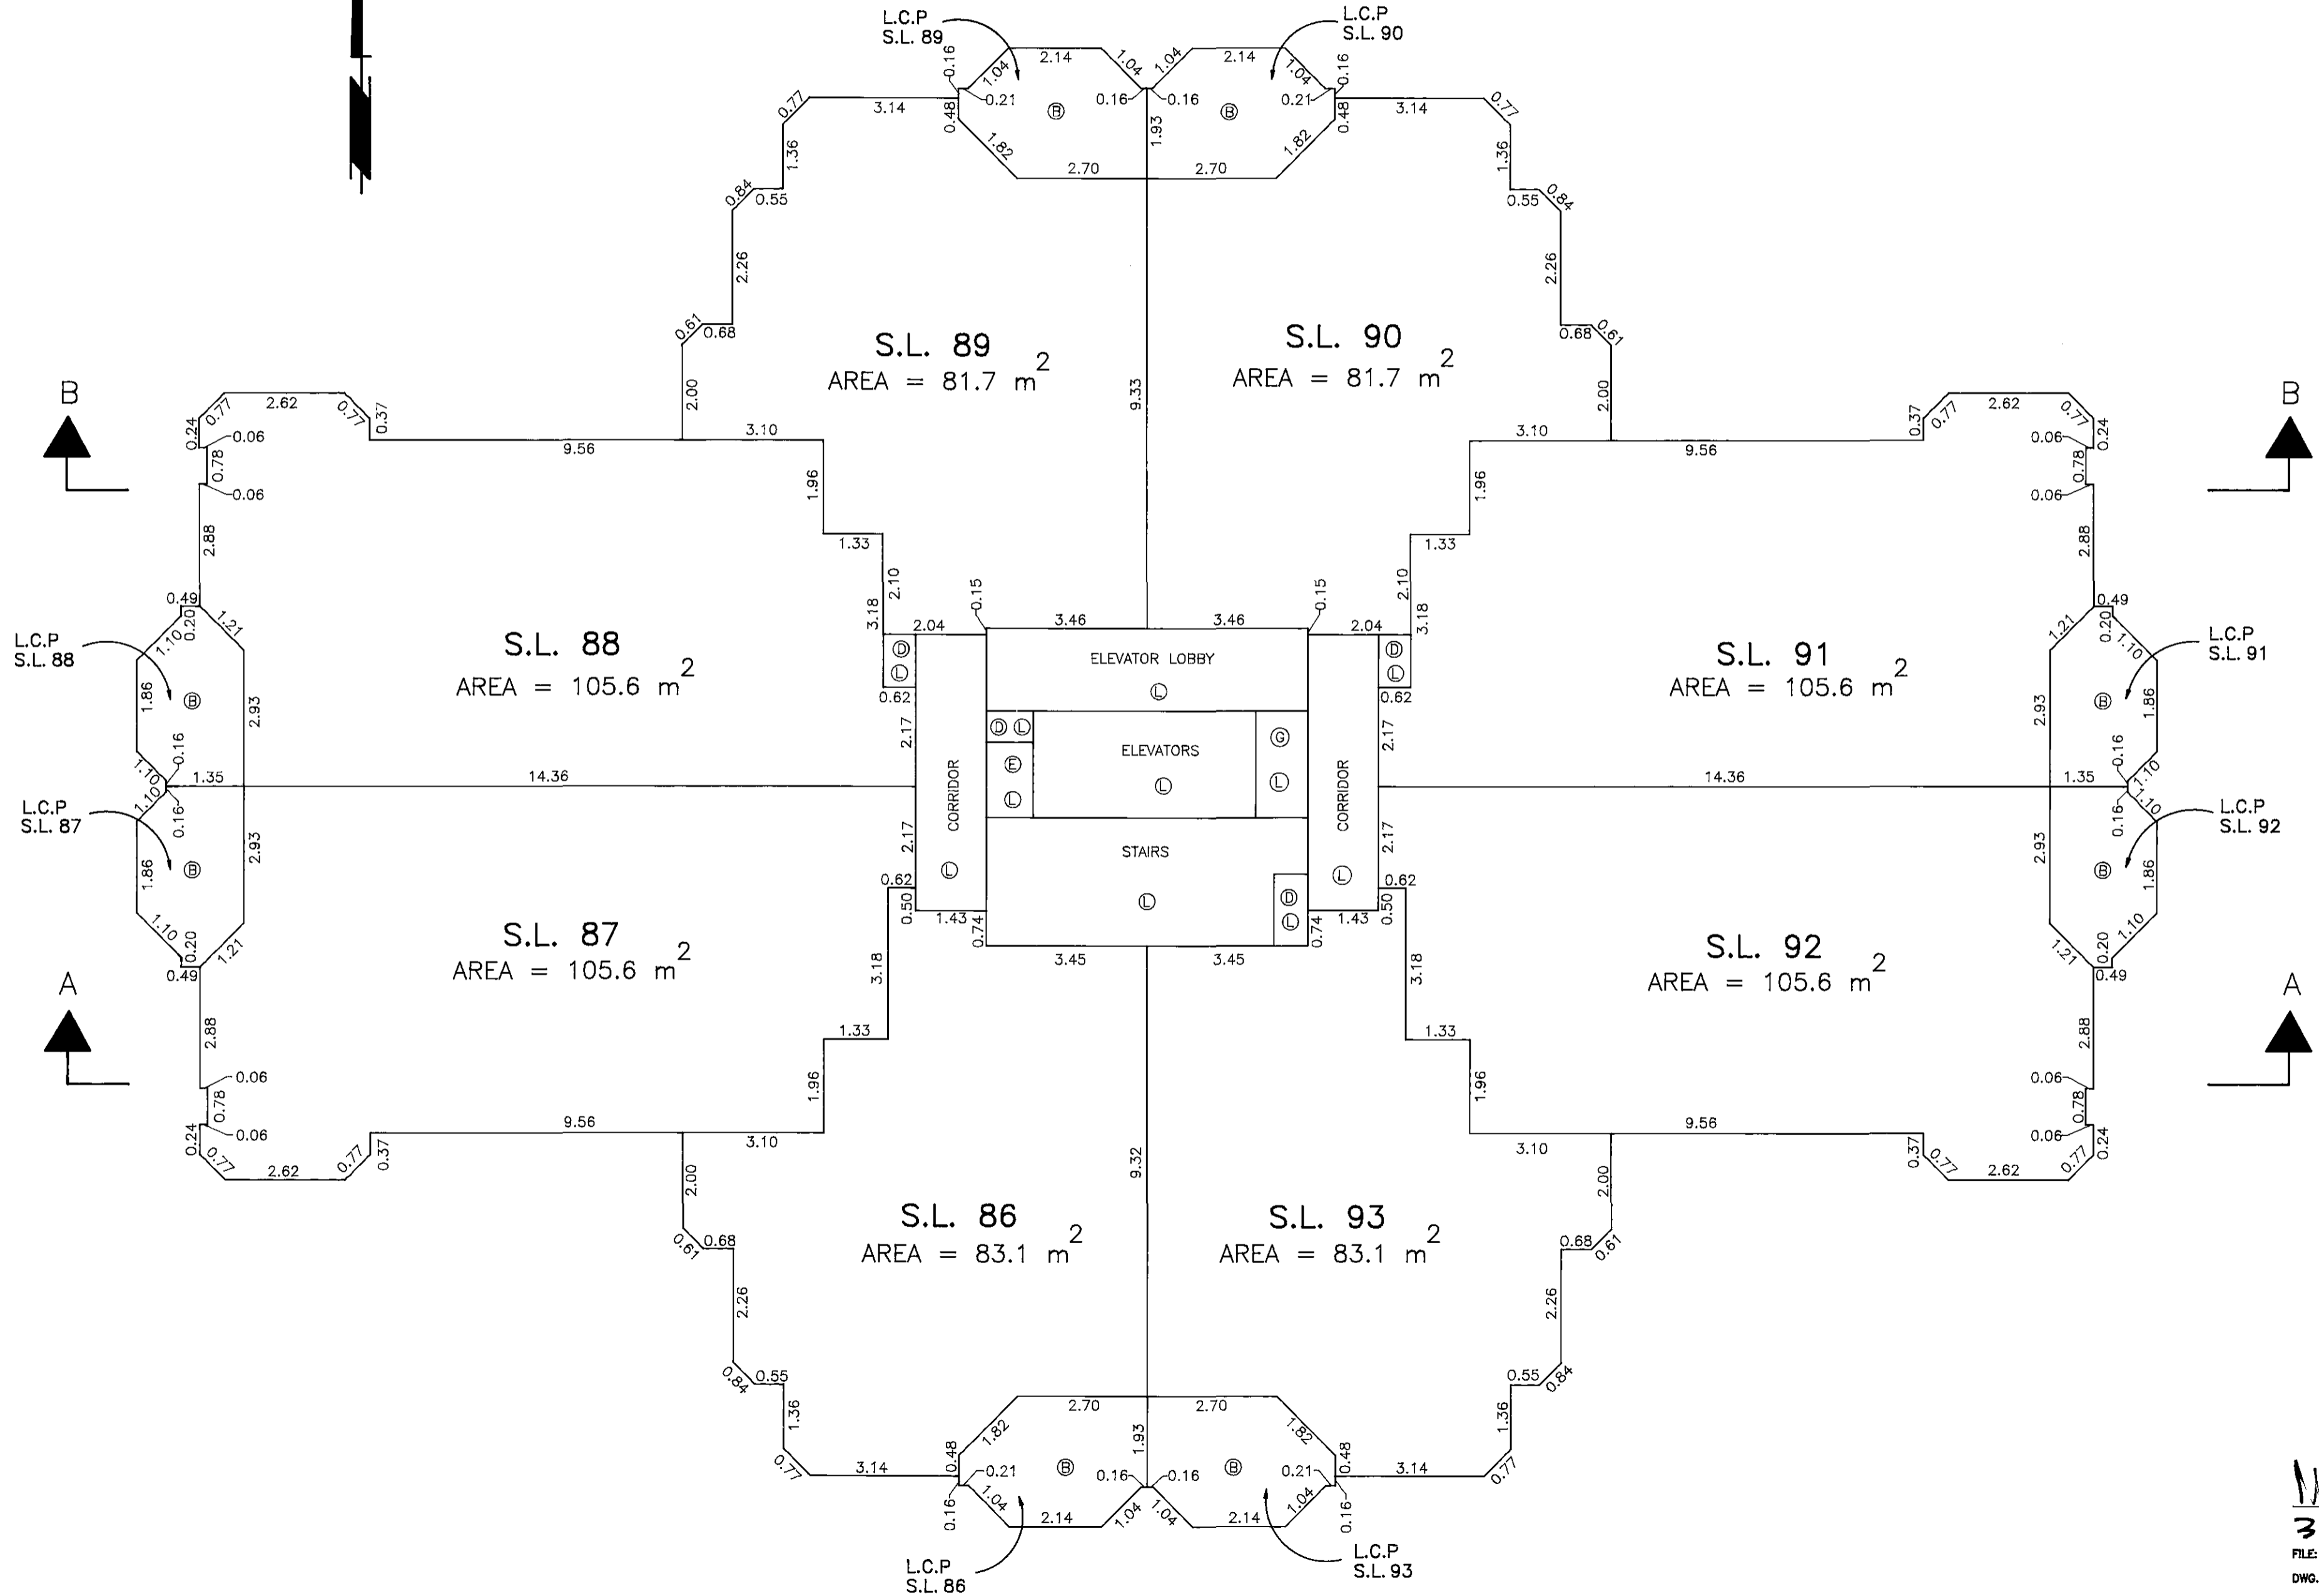 L.C.P
S.L. 89
L.C.P
S.L. 90
0.16
1.04
2.14
1.04
1.04
2.14
1.04
0.16
0.77
3.14
0.48
0.21
0.16
0.16
0.21
0.48
3.14
0.77
B
B
1.36
1.82
1.93
1.82
1.36
2.70
2.70
0.84
0.55
0.55
0.84
2.26
2.26
0.61
0.68
0.68
0.61
S.L. 89
AREA = 81.7 m2
S.L. 90
AREA = 81.7 m2
2.00
9.33
2.00
B
B
0.77
2.62
0.77
0.37
0.24
0.06
0.78
0.06
9.56
3.10
3.10
9.56
0.37
0.77
2.62
0.77
0.24
0.06
0.78
0.06
1.96
1.96
2.88
1.33
1.33
2.88
2.10
2.10
0.49
0.20
1.10
1.21
3.18
2.04
0.15
3.46
3.46
0.15
2.04
3.18
0.49
0.20
1.21
1.10
L.C.P
S.L. 88
S.L. 88
AREA = 105.6 m2
D
L
ELEVATOR LOBBY
L
D
L
S.L. 91
AREA = 105.6 m2
L.C.P
S.L. 91
1.86
B
2.93
0.62
0.62
2.93
B
1.86
2.17
D L
ELEVATORS
G
2.17
0.16
1.10
1.35
14.36
CORRIDOR
E
L
L
L
CORRIDOR
14.36
1.35
0.16
1.10
L.C.P
S.L. 87
1.10
0.16
2.93
2.17
STAIRS
2.17
2.93
0.16
1.10
L.C.P
S.L. 92
1.86
B
L
L
L
D
L
B
1.86
0.62
0.50
1.43
0.74
0.74
1.43
0.62
0.50
1.10
0.20
0.49
1.21
S.L. 87
AREA = 105.6 m2
3.18
3.45
3.45
3.18
S.L. 92
AREA = 105.6 m2
1.21
0.20
0.49
1.10
A
A
2.88
1.33
1.33
2.88
0.06
0.78
0.06
0.24
1.96
1.96
0.06
0.78
0.06
0.24
0.77
2.62
0.77
0.37
9.56
3.10
3.10
9.56
0.37
0.77
2.62
0.77
2.00
9.32
2.00
S.L. 86
AREA = 83.1 m2
S.L. 93
AREA = 83.1 m2
0.61
0.68
0.68
0.61
2.26
2.26
0.84
0.55
0.55
0.84
1.36
2.70
2.70
1.36
1.82
1.93
1.82
0.77
3.14
0.48
0.21
B
0.16
0.16
B
0.21
0.48
3.14
0.77
0.16
1.04
2.14
1.04
1.04
2.14
1.04
0.16
L.C.P
S.L. 86
L.C.P
S.L. 93
3
FILE:
DWG.